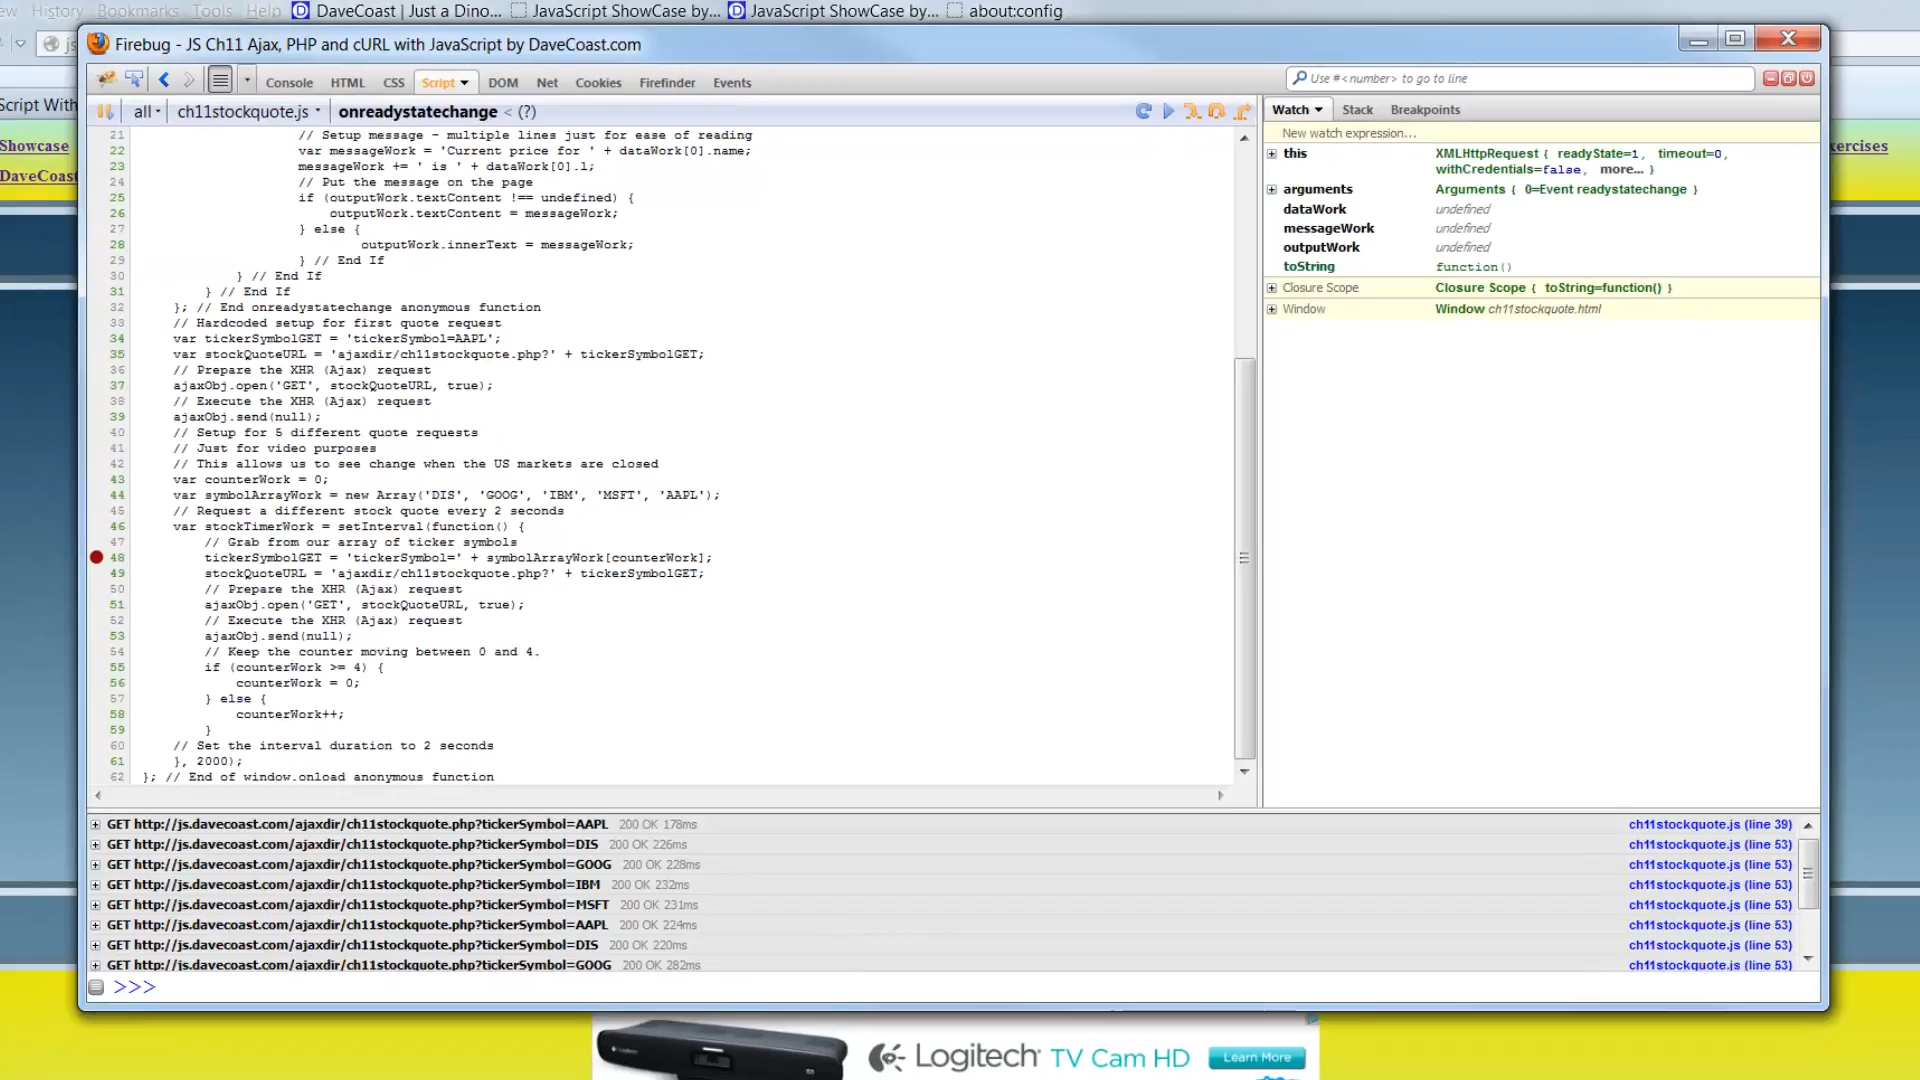 ew History Bookmarks Tools Help DaveCoast | Just a Dino... JavaScript ShowCase by... JavaScript ShowCase by... about:config
js
Script With
Showcase
DaveCoast
ercises
Firebug - JS Ch11 Ajax, PHP and cURL with JavaScript by DaveCoast.com
Console HTML CSS Script DOM Net Cookies Firefinder Events
Use #<number> to go to line
all ch11stockquote.js onreadystatechange < (?)
21 // Setup message - multiple lines just for ease of reading
22 var messageWork = 'Current price for ' + dataWork[0].name;
23 messageWork += ' is ' + dataWork[0].l;
24 // Put the message on the page
25 if (outputWork.textContent !== undefined) {
26 outputWork.textContent = messageWork;
27 } else {
28 outputWork.innerText = messageWork;
29 } // End If
30 } // End If
31 } // End If
32 }; // End onreadystatechange anonymous function
33 // Hardcoded setup for first quote request
34 var tickerSymbolGET = 'tickerSymbol=AAPL';
35 var stockQuoteURL = 'ajaxdir/ch11stockquote.php?' + tickerSymbolGET;
36 // Prepare the XHR (Ajax) request
37 ajaxObj.open('GET', stockQuoteURL, true);
38 // Execute the XHR (Ajax) request
39 ajaxObj.send(null);
40 // Setup for 5 different quote requests
41 // Just for video purposes
42 // This allows us to see change when the US markets are closed
43 var counterWork = 0;
44 var symbolArrayWork = new Array('DIS', 'GOOG', 'IBM', 'MSFT', 'AAPL');
45 // Request a different stock quote every 2 seconds
46 var stockTimerWork = setInterval(function() {
47 // Grab from our array of ticker symbols
48 tickerSymbolGET = 'tickerSymbol=' + symbolArrayWork[counterWork];
49 stockQuoteURL = 'ajaxdir/ch11stockquote.php?' + tickerSymbolGET;
50 // Prepare the XHR (Ajax) request
51 ajaxObj.open('GET', stockQuoteURL, true);
52 // Execute the XHR (Ajax) request
53 ajaxObj.send(null);
54 // Keep the counter moving between 0 and 4.
55 if (counterWork >= 4) {
56 counterWork = 0;
57 } else {
58 counterWork++;
59 }
60 // Set the interval duration to 2 seconds
61 }, 2000);
62 }; // End of window.onload anonymous function
Watch Stack Breakpoints
New watch expression...
this XMLHttpRequest { readyState=1, timeout=0,
withCredentials=false, more... }
arguments Arguments { 0=Event readystatechange }
dataWork undefined
messageWork undefined
outputWork undefined
toString function()
Closure Scope Closure Scope { toString=function() }
Window Window ch11stockquote.html
GET http://js.davecoast.com/ajaxdir/ch11stockquote.php?tickerSymbol=AAPL 200 OK 178ms ch11stockquote.js (line 39)
GET http://js.davecoast.com/ajaxdir/ch11stockquote.php?tickerSymbol=DIS 200 OK 226ms ch11stockquote.js (line 53)
GET http://js.davecoast.com/ajaxdir/ch11stockquote.php?tickerSymbol=GOOG 200 OK 228ms ch11stockquote.js (line 53)
GET http://js.davecoast.com/ajaxdir/ch11stockquote.php?tickerSymbol=IBM 200 OK 232ms ch11stockquote.js (line 53)
GET http://js.davecoast.com/ajaxdir/ch11stockquote.php?tickerSymbol=MSFT 200 OK 231ms ch11stockquote.js (line 53)
GET http://js.davecoast.com/ajaxdir/ch11stockquote.php?tickerSymbol=AAPL 200 OK 224ms ch11stockquote.js (line 53)
GET http://js.davecoast.com/ajaxdir/ch11stockquote.php?tickerSymbol=DIS 200 OK 220ms ch11stockquote.js (line 53)
GET http://js.davecoast.com/ajaxdir/ch11stockquote.php?tickerSymbol=GOOG 200 OK 282ms ch11stockquote.js (line 53)
>>>
Logitech TV Cam HD Learn More